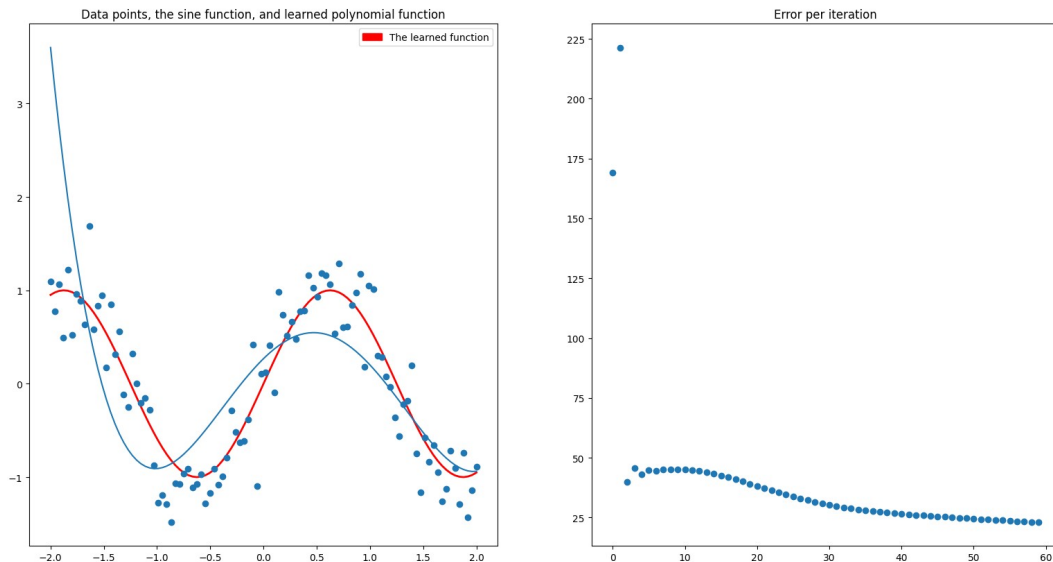 Data points, the sine function, and learned polynomial function
The learned function
3
2
1
0
−1
−2.0 −1.5 −1.0 −0.5 0.0 0.5 1.0 1.5 2.0
Error per iteration
225
200
175
150
125
100
75
50
25
0 10 20 30 40 50 60